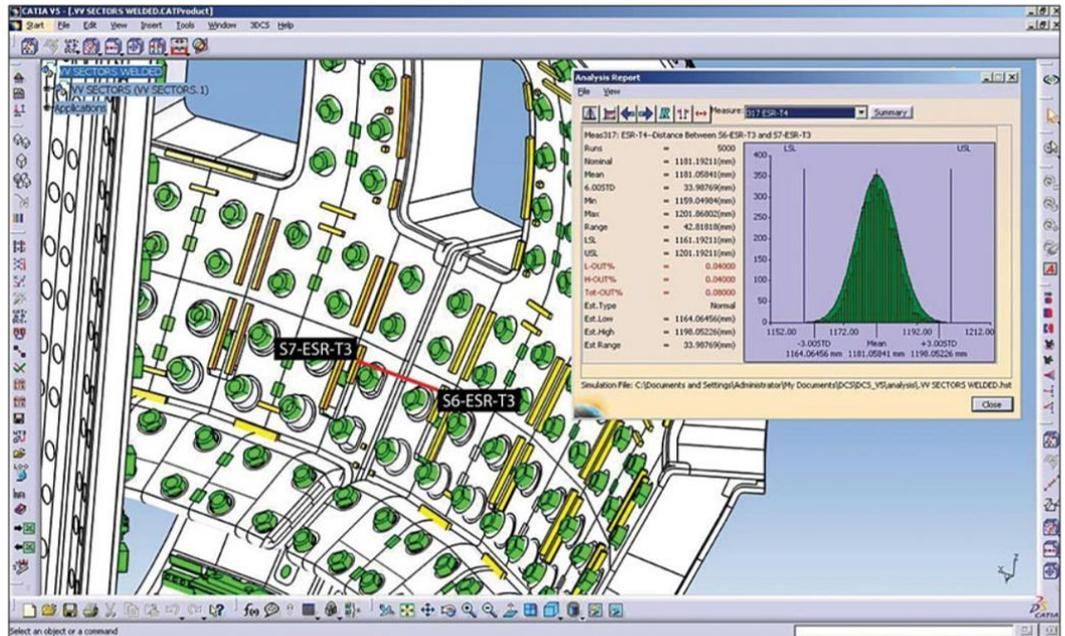 CATIA V5 - [.VV SECTORS WELDED.CATProduct]
Start File Edit View Insert Tools Window 3DCS Help
VV SECTORS WELDED
VV SECTORS (VV SECTORS.1)
Applications
S7-ESR-T3
S6-ESR-T3
Analysis Report
File View
Measure: 317 ESR-T4 Summary
Meas317: ESR-T4--Distance Between S6-ESR-T3 and S7-ESR-T3
Runs = 5000
Nominal = 1181.19211(mm)
Mean = 1181.05841(mm)
6.00STD = 33.98769(mm)
Min = 1159.04984(mm)
Max = 1201.86802(mm)
Range = 42.81818(mm)
LSL = 1161.19211(mm)
USL = 1201.19211(mm)
L-OUT% = 0.04000
H-OUT% = 0.04000
Tot-OUT% = 0.08000
Est.Type Normal
Est.Low = 1164.06456(mm)
Est.High = 1198.05226(mm)
Est Range = 33.98769(mm)
LSL USL
400
350
300
250
200
150
100
50
1152.00 1172.00 1192.00 1212.00
-3.00STD Mean +3.00STD
1164.06456 mm 1181.05841 mm 1198.05226 mm
Simulation File: C:\Documents and Settings\Administrator\My Documents\DCS\DCS_V5\analysis\.VV SECTORS WELDED.hst
Close
Select an object or a command
CATIA